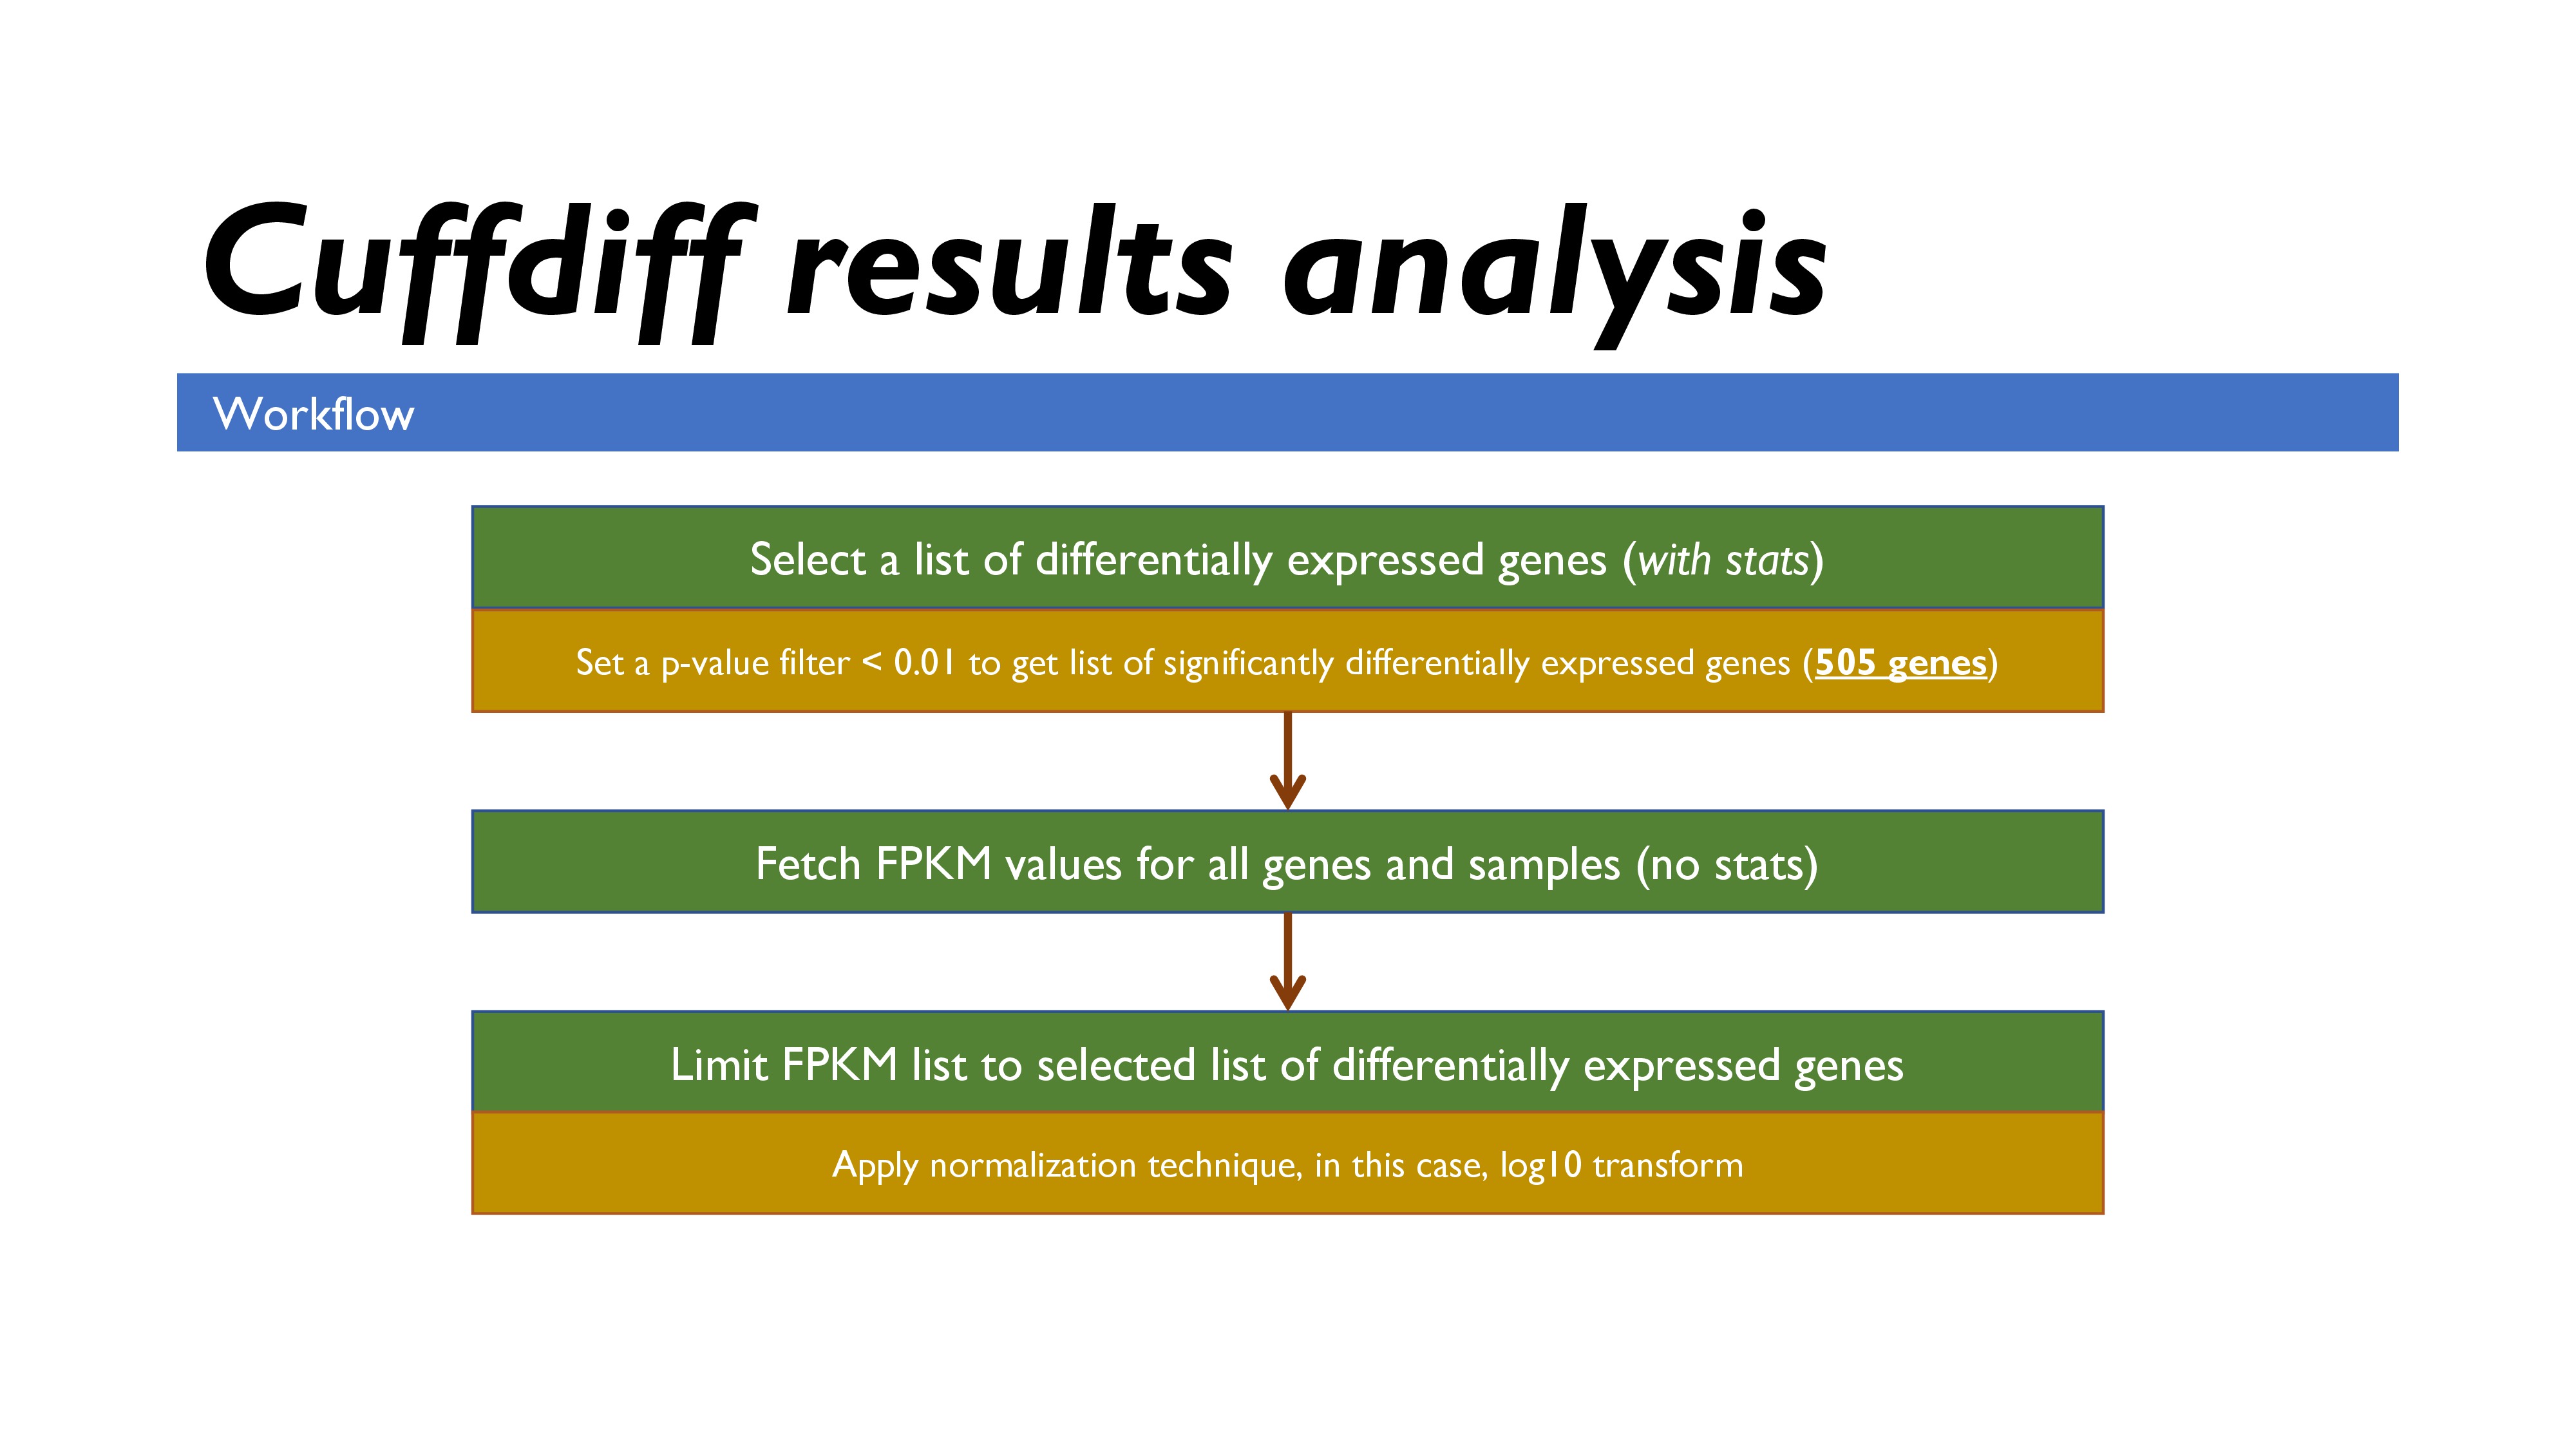 Cuffdiff results analysis
Workflow
Select a list of differentially expressed genes (with stats)
Set a p-value filter < 0.01 to get list of significantly differentially expressed genes (505 genes)
Fetch FPKM values for all genes and samples (no stats)
Limit FPKM list to selected list of differentially expressed genes
Apply normalization technique, in this case, log10 transform